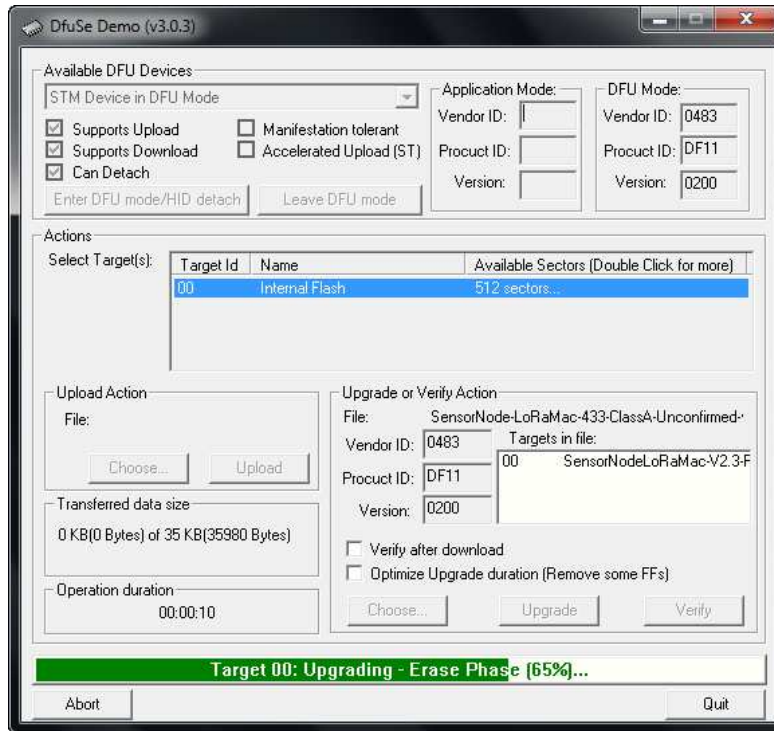 DfuSe Demo (v3.0.3)
Available DFU Devices
STM Device in DFU Mode
Supports Upload
Manifestation tolerant
Supports Download
Accelerated Upload (ST)
Can Detach
Enter DFU mode/HID detach
Leave DFU mode
Application Mode:
Vendor ID:
Procuct ID:
Version:
DFU Mode:
Vendor ID: 0483
Procuct ID: DF11
Version: 0200
Actions
Select Target(s):
Target Id Name Available Sectors (Double Click for more)
00 Internal Flash 512 sectors...
Upload Action
File:
Choose... Upload
Transferred data size
0 KB(0 Bytes) of 35 KB(35980 Bytes)
Operation duration
00:00:10
Upgrade or Verify Action
File: SensorNode-LoRaMac-433-ClassA-Unconfirmed-
Vendor ID: 0483
Procuct ID: DF11
Version: 0200
Targets in file:
00 SensorNodeLoRaMac-V2.3-F
Verify after download
Optimize Upgrade duration (Remove some FFs)
Choose... Upgrade Verify
Target 00: Upgrading - Erase Phase (65%)...
Abort Quit